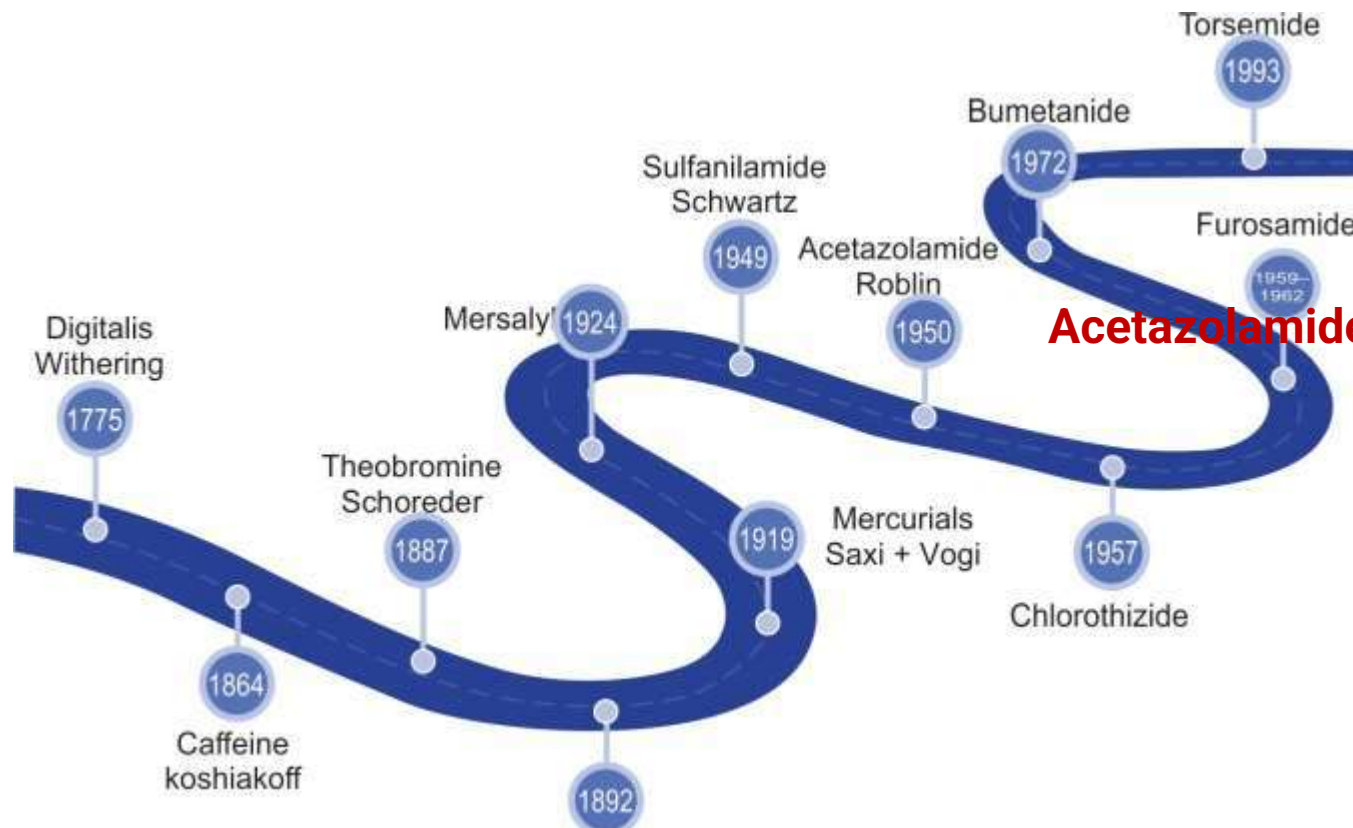 Torsemide
1993
Bumetanide
1972
Sulfanilamide
Schwartz
1949
Furosamide
1959–
1962
Acetazolamide
Roblin
1950
Acetazolamide
Mersalyl
1924
Digitalis
Withering
1775
Theobromine
Schoreder
1887
1919
Mercurials
Saxi + Vogi
1957
Chlorothizide
1864
Caffeine
koshiakoff
1892